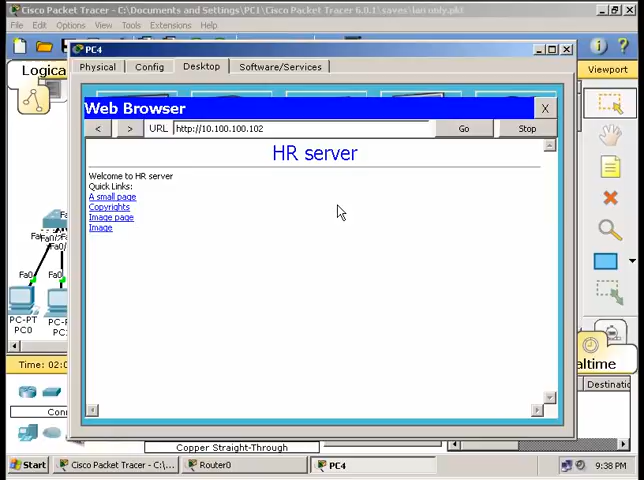 Cisco Packet Tracer - C:\Documents and Settings\PC1\Cisco Packet Tracer 6.0.1\ saves\lan only.pkt
File Edit Options View Tools Extensions Help
PC4
Physical Config Desktop Software/Services
Logica
Viewport
Web Browser X
< > URL http://10.100.100.102 Go Stop
HR server
Welcome to HR server
Quick Links:
A small page
Copyrights
Image page
Image
Fa0
Fa0
PC-PT
PC0
Time: 02:0
altime
Destinatio
Copper Straight-Through
Start Cisco Packet Tracer - C:\... Router0 PC4 9:38 PM